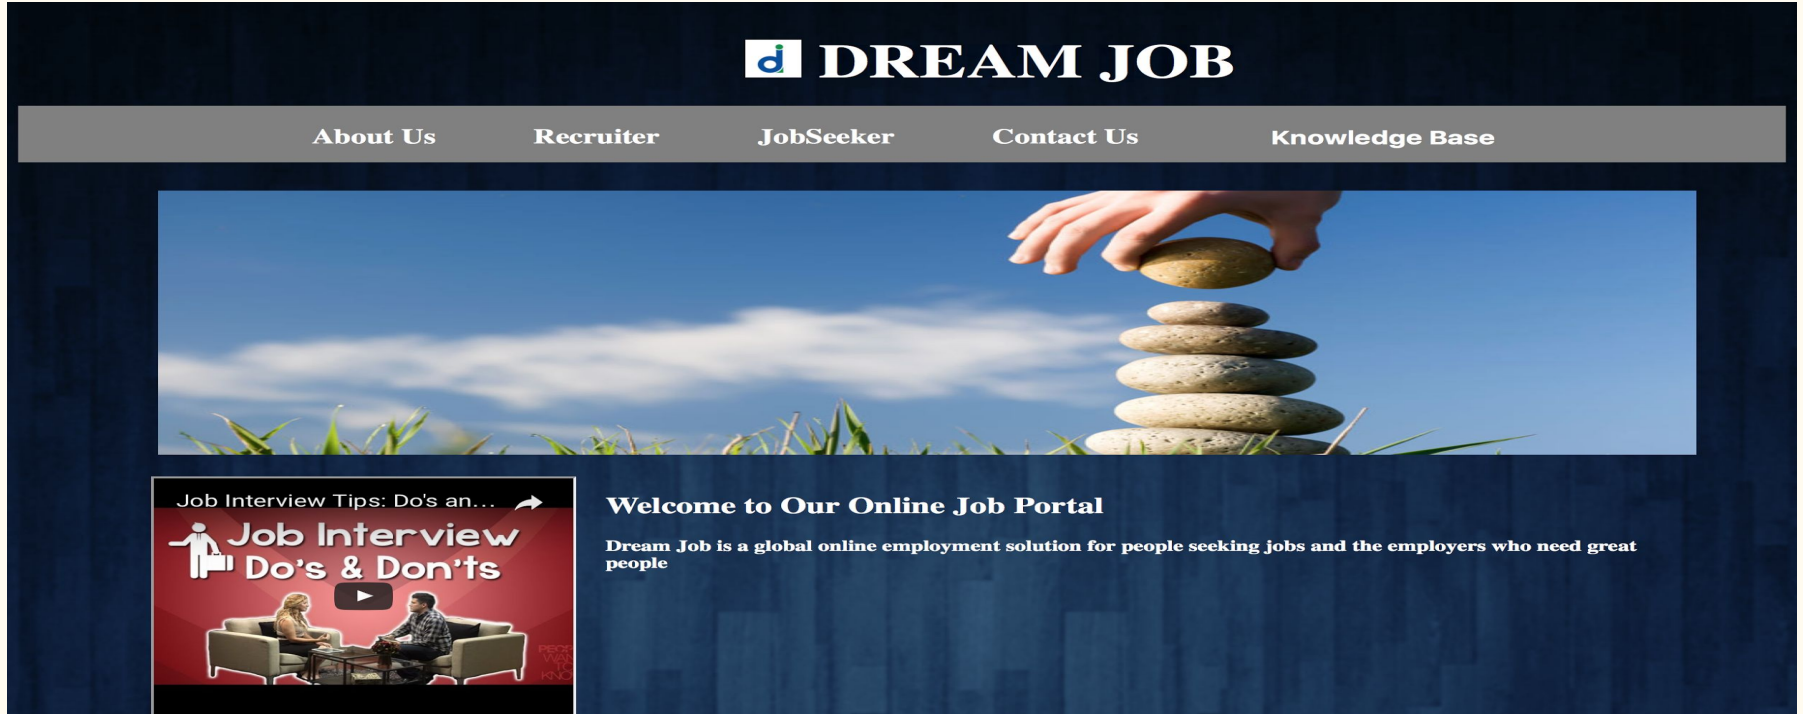 DREAM JOB
About Us Recruiter JobSeeker Contact Us Knowledge Base
Job Interview Tips: Do's an...
Job Interview
Do's & Don'ts
Welcome to Our Online Job Portal
Dream Job is a global online employment solution for people seeking jobs and the employers who need great
people